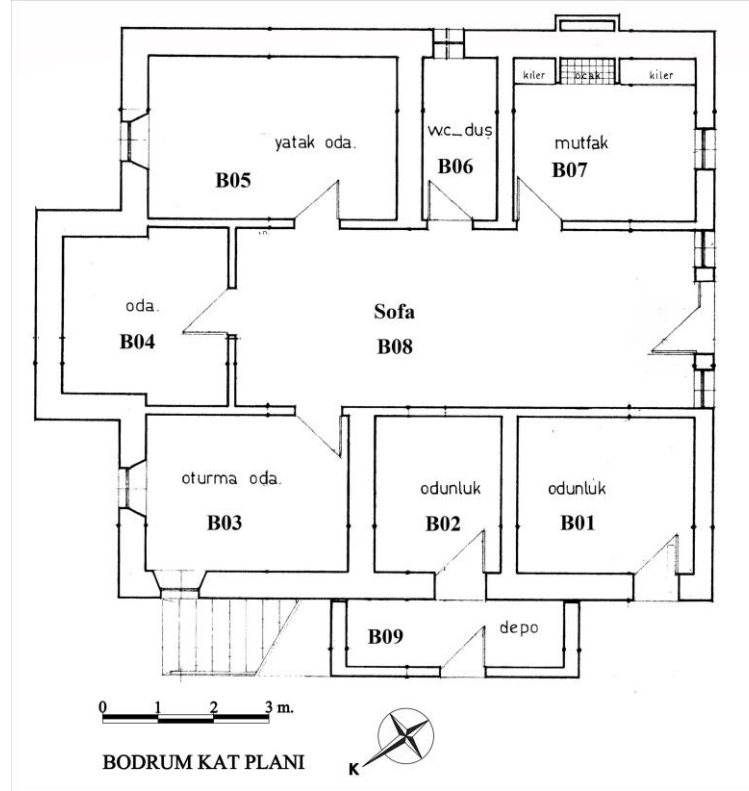 kiler
ocak
kiler
yatak oda.
B05
wc_duş
B06
mutfak
B07
oda.
B04
Sofa
B08
oturma oda.
B03
odunluk
B02
odunluk
B01
B09
depo
0 1 2 3 m.
BODRUM KAT PLANI
K